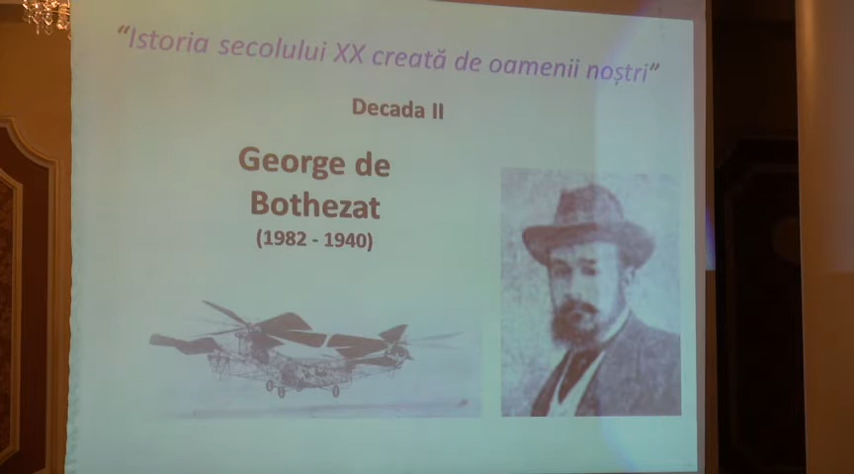 “Istoria secolului XX creată de oamenii noștri”
Decada II
George de
Bothezat
(1982 - 1940)